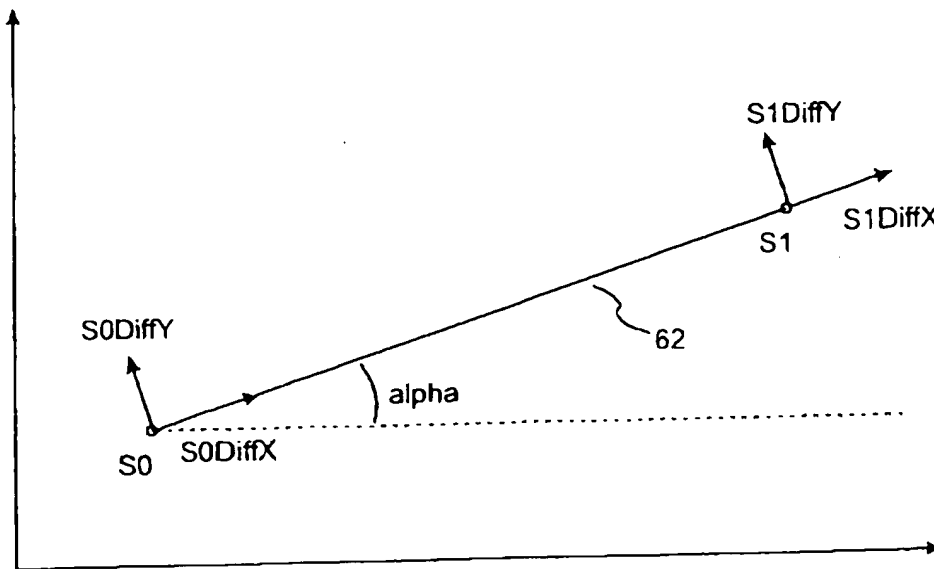 S1DiffY
S1DiffX
S1
S0DiffY
62
alpha
S0DiffX
S0